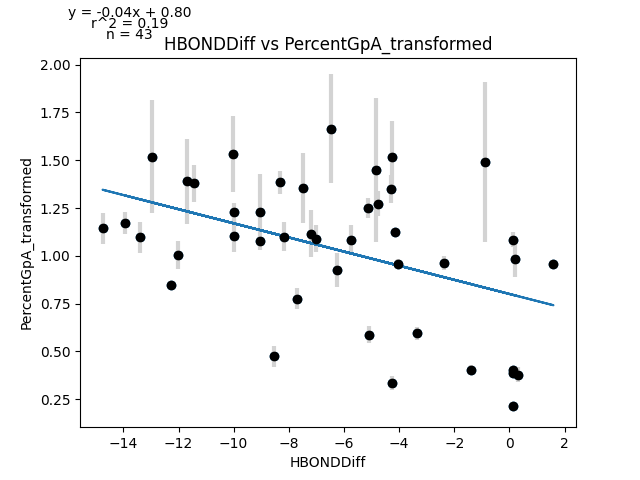 y = -0.04x + 0.80
r^2 = 0.19
n = 43
HBONDDiff vs PercentGpA_transformed
2.00
1.75
1.50
1.25
1.00
0.75
0.50
0.25
PercentGpA_transformed
−14
−12
−10
−8
−6
−4
−2
0
2
HBONDDiff